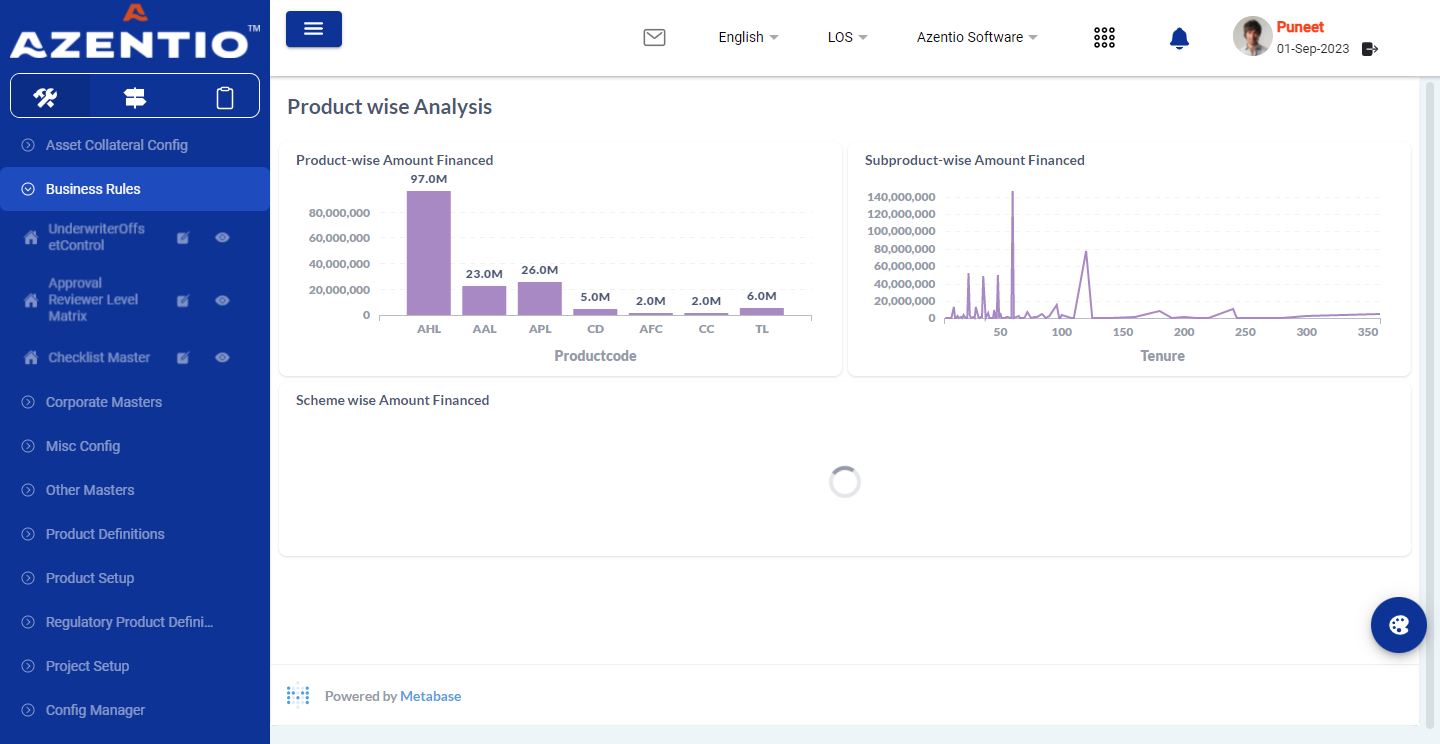 AZENTIO™
Asset Collateral Config
Business Rules
UnderwriterOffs
etControl
Approval
Reviewer Level
Matrix
Checklist Master
Corporate Masters
Misc Config
Other Masters
Product Definitions
Product Setup
Regulatory Product Defini...
Project Setup
Config Manager
English
LOS
Azentio Software
Puneet
01-Sep-2023
Product wise Analysis
Product-wise Amount Financed
97.0M
80,000,000
60,000,000
40,000,000
20,000,000
0
23.0M
26.0M
5.0M
2.0M
2.0M
6.0M
AHL AAL APL CD AFC CC TL
Productcode
Subproduct-wise Amount Financed
140,000,000
120,000,000
100,000,000
80,000,000
60,000,000
40,000,000
20,000,000
0
50 100 150 200 250 300 350
Tenure
Scheme wise Amount Financed
Powered by Metabase